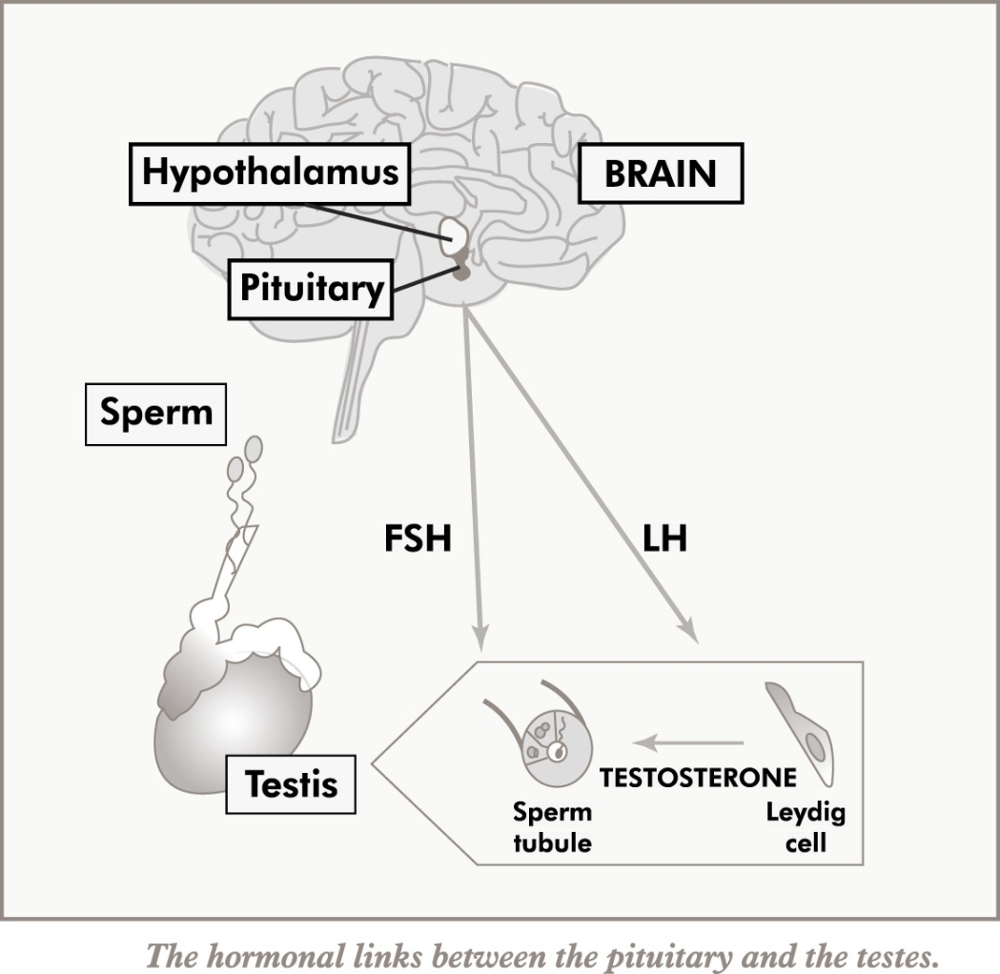 Hypothalamus
BRAIN
Pituitary
Sperm
FSH
LH
TESTOSTERONE
Sperm
tubule
Leydig
cell
Testis
The hormonal links between the pituitary and the testes.